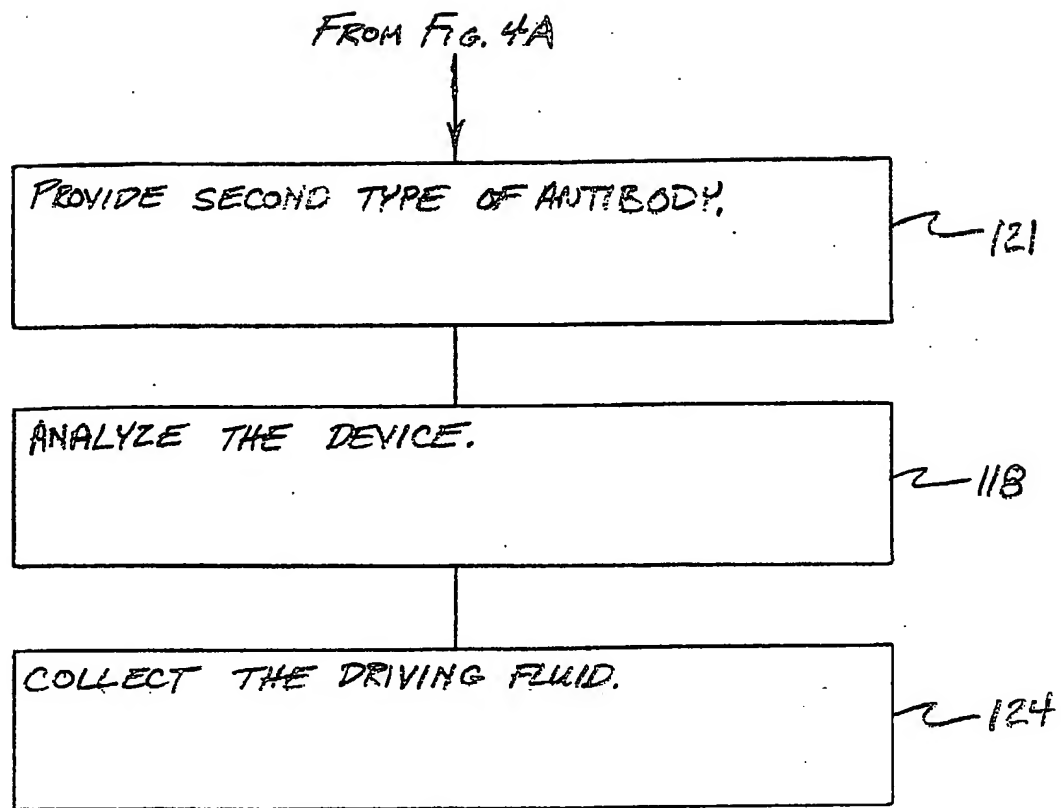 FROM FIG. 4A
PROVIDE SECOND TYPE OF ANTIBODY.
121
ANALYZE THE DEVICE.
118
COLLECT THE DRIVING FLUID.
124